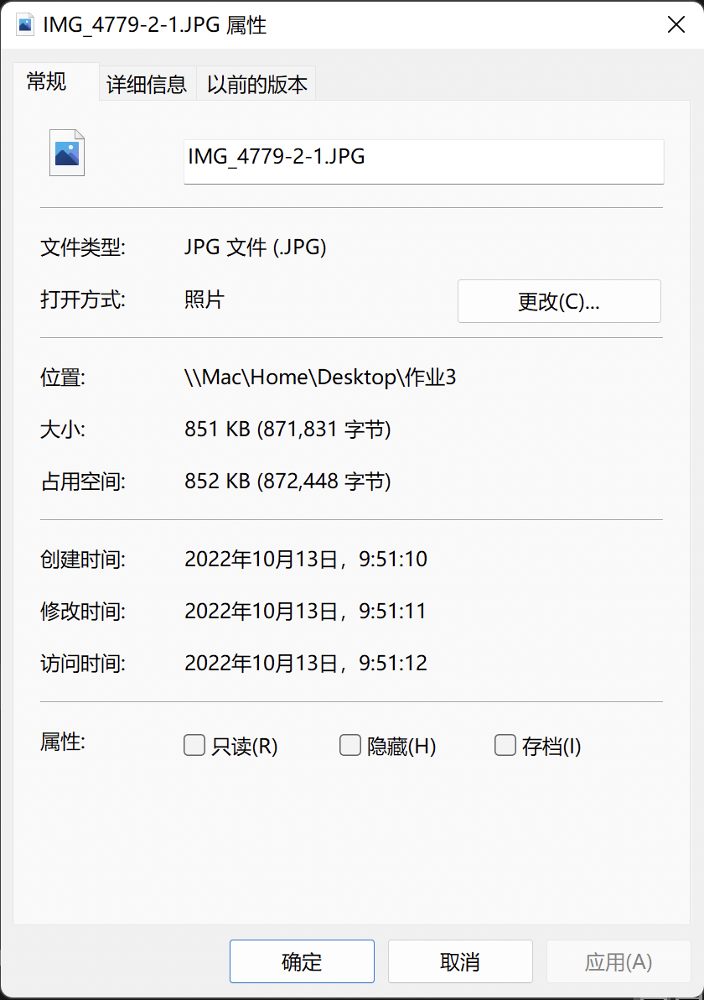 IMG_4779-2-1.JPG 属性
常规 详细信息 以前的版本
IMG_4779-2-1.JPG
文件类型: JPG 文件 (.JPG)
打开方式: 照片 更改(C)...
位置: \\Mac\Home\Desktop\作业3
大小: 851 KB (871,831 字节)
占用空间: 852 KB (872,448 字节)
创建时间: 2022年10月13日，9:51:10
修改时间: 2022年10月13日，9:51:11
访问时间: 2022年10月13日，9:51:12
属性: 只读(R) 隐藏(H) 存档(I)
确定 取消 应用(A)